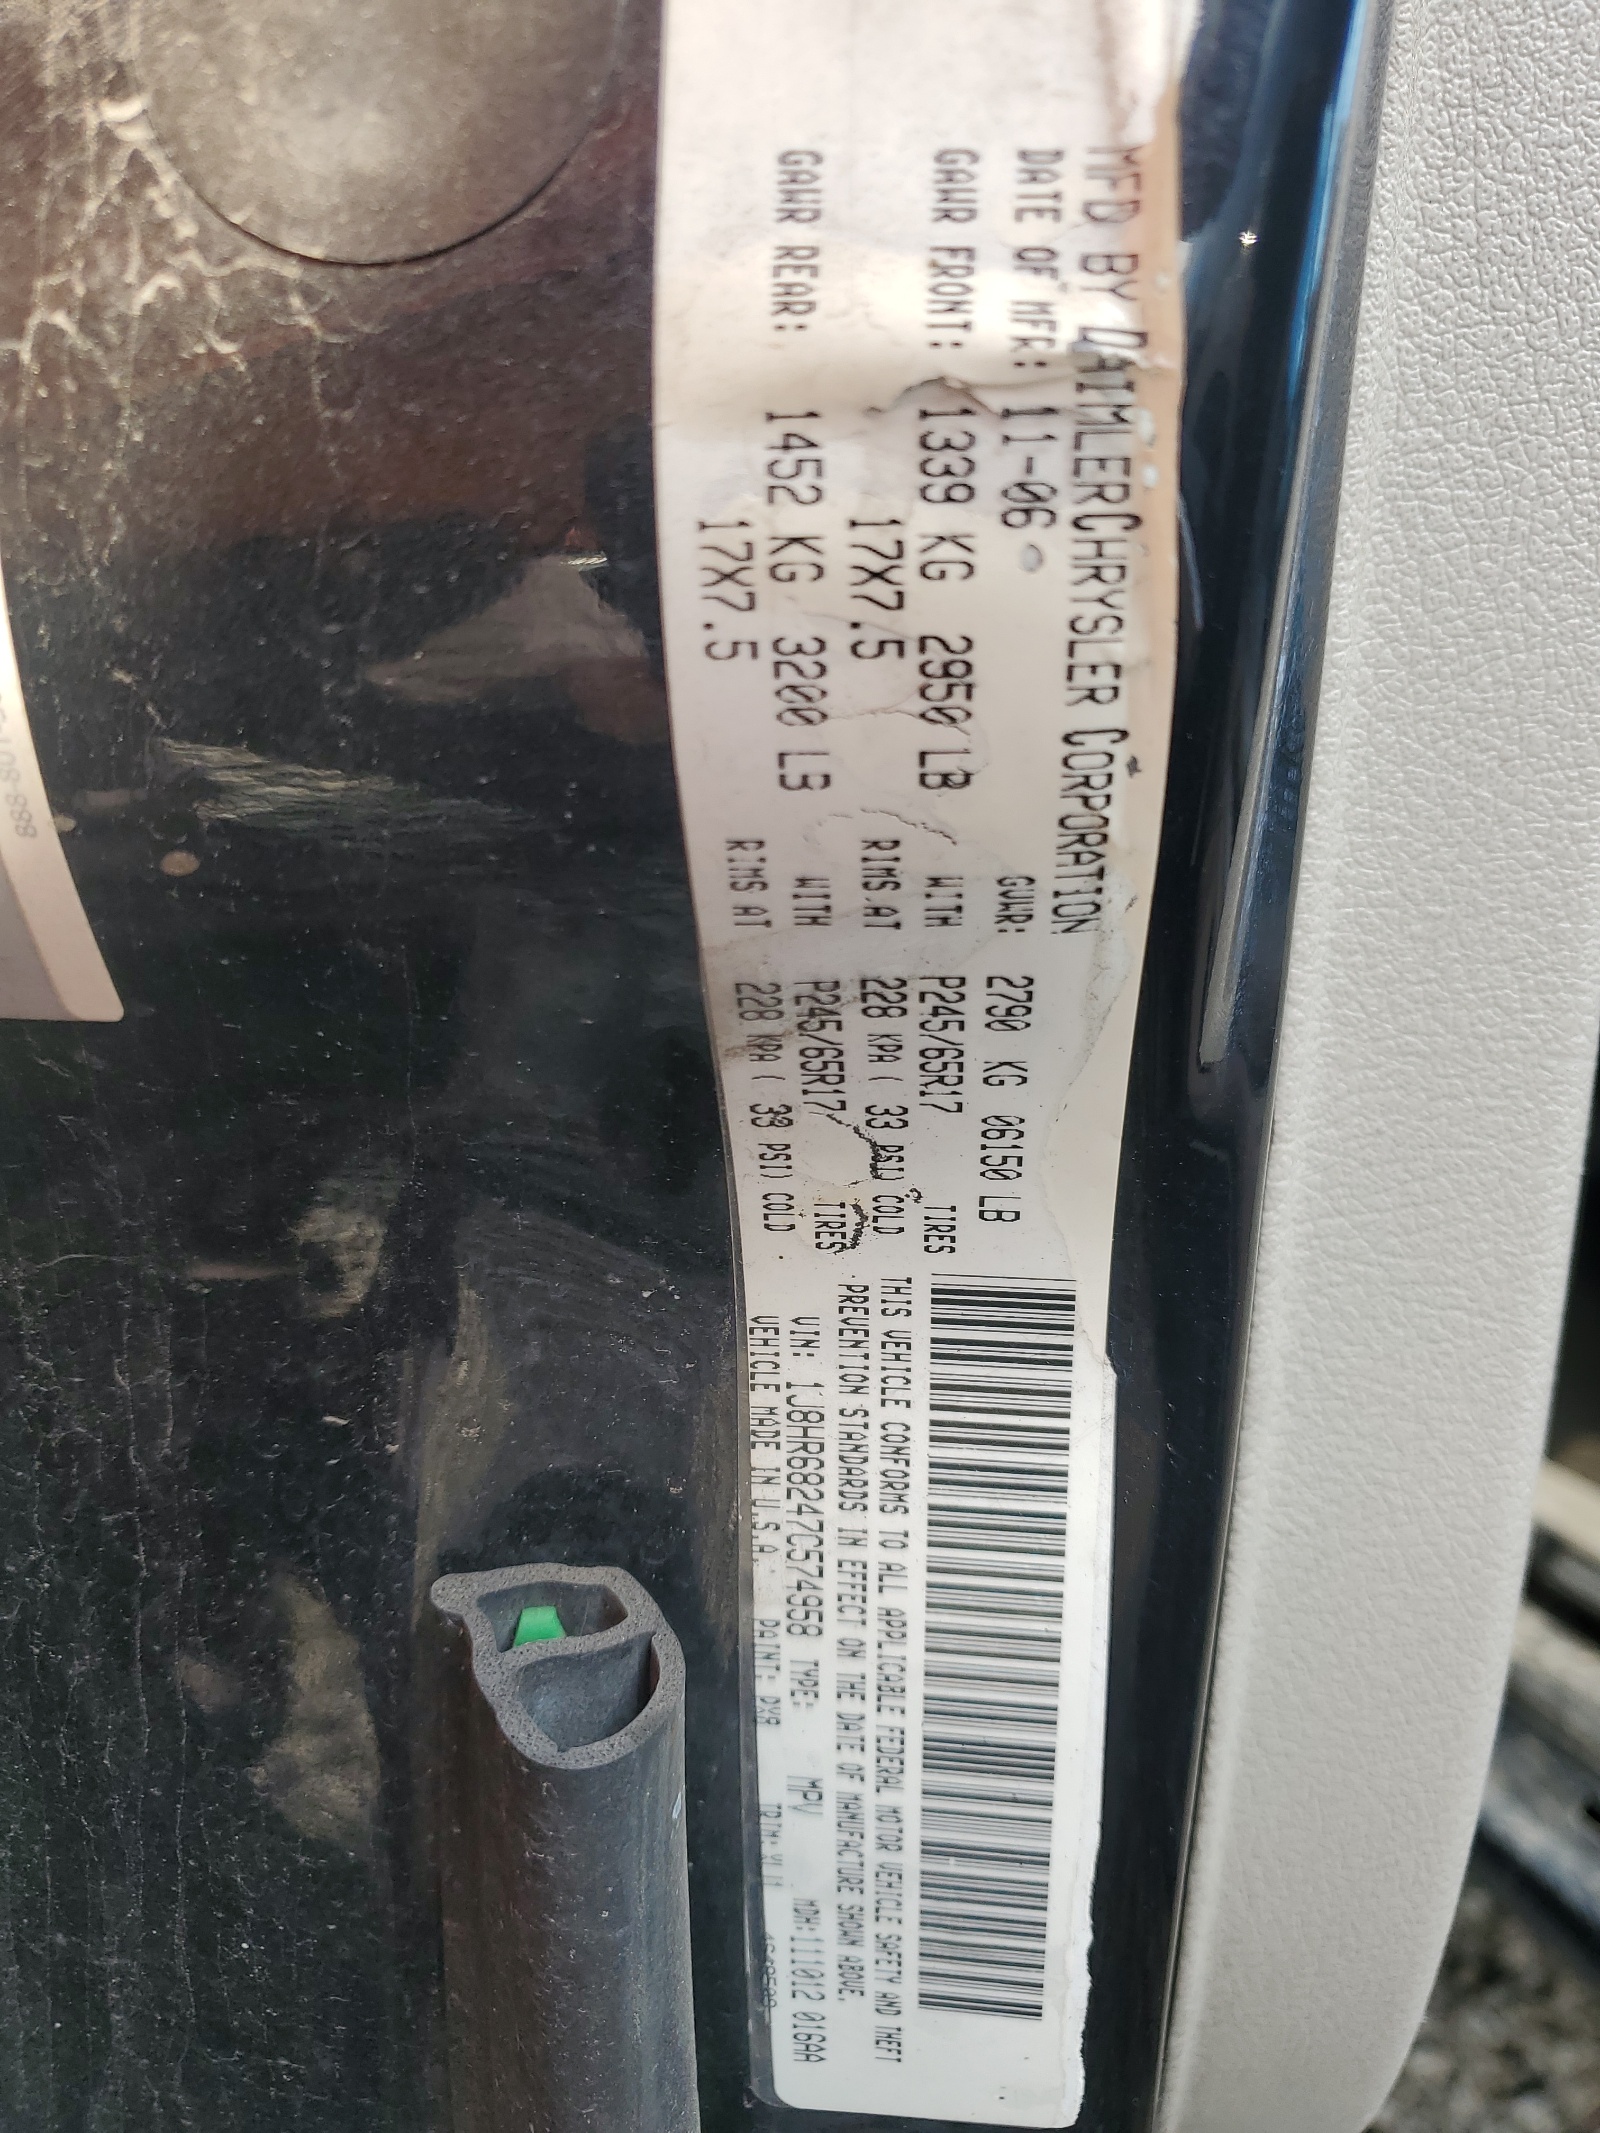 MFD BY DAIMLERCHRYSLER CORPORATION
DATE OF MFR: 11-06 GVWR: 2790 KG 06150 LB
GAWR FRONT: 1339 KG 2950 LB WITH P245/65R17 TIRES
17X7.5 RIMS AT 228 KPA ( 33 PSI) COLD
GAWR REAR: 1452 KG 3200 LB WITH P245/65R17 TIRES
17X7.5 RIMS AT 228 KPA ( 33 PSI) COLD
THIS VEHICLE CONFORMS TO ALL APPLICABLE FEDERAL MOTOR VEHICLE SAFETY AND THEFT
PREVENTION STANDARDS IN EFFECT ON THE DATE OF MANUFACTURE SHOWN ABOVE.
VIN: 1J8HR68247C574958 TYPE: MPV MDH:111012 016AA
VEHICLE MADE IN U.S.A. PAINT: PX8 TRIM: